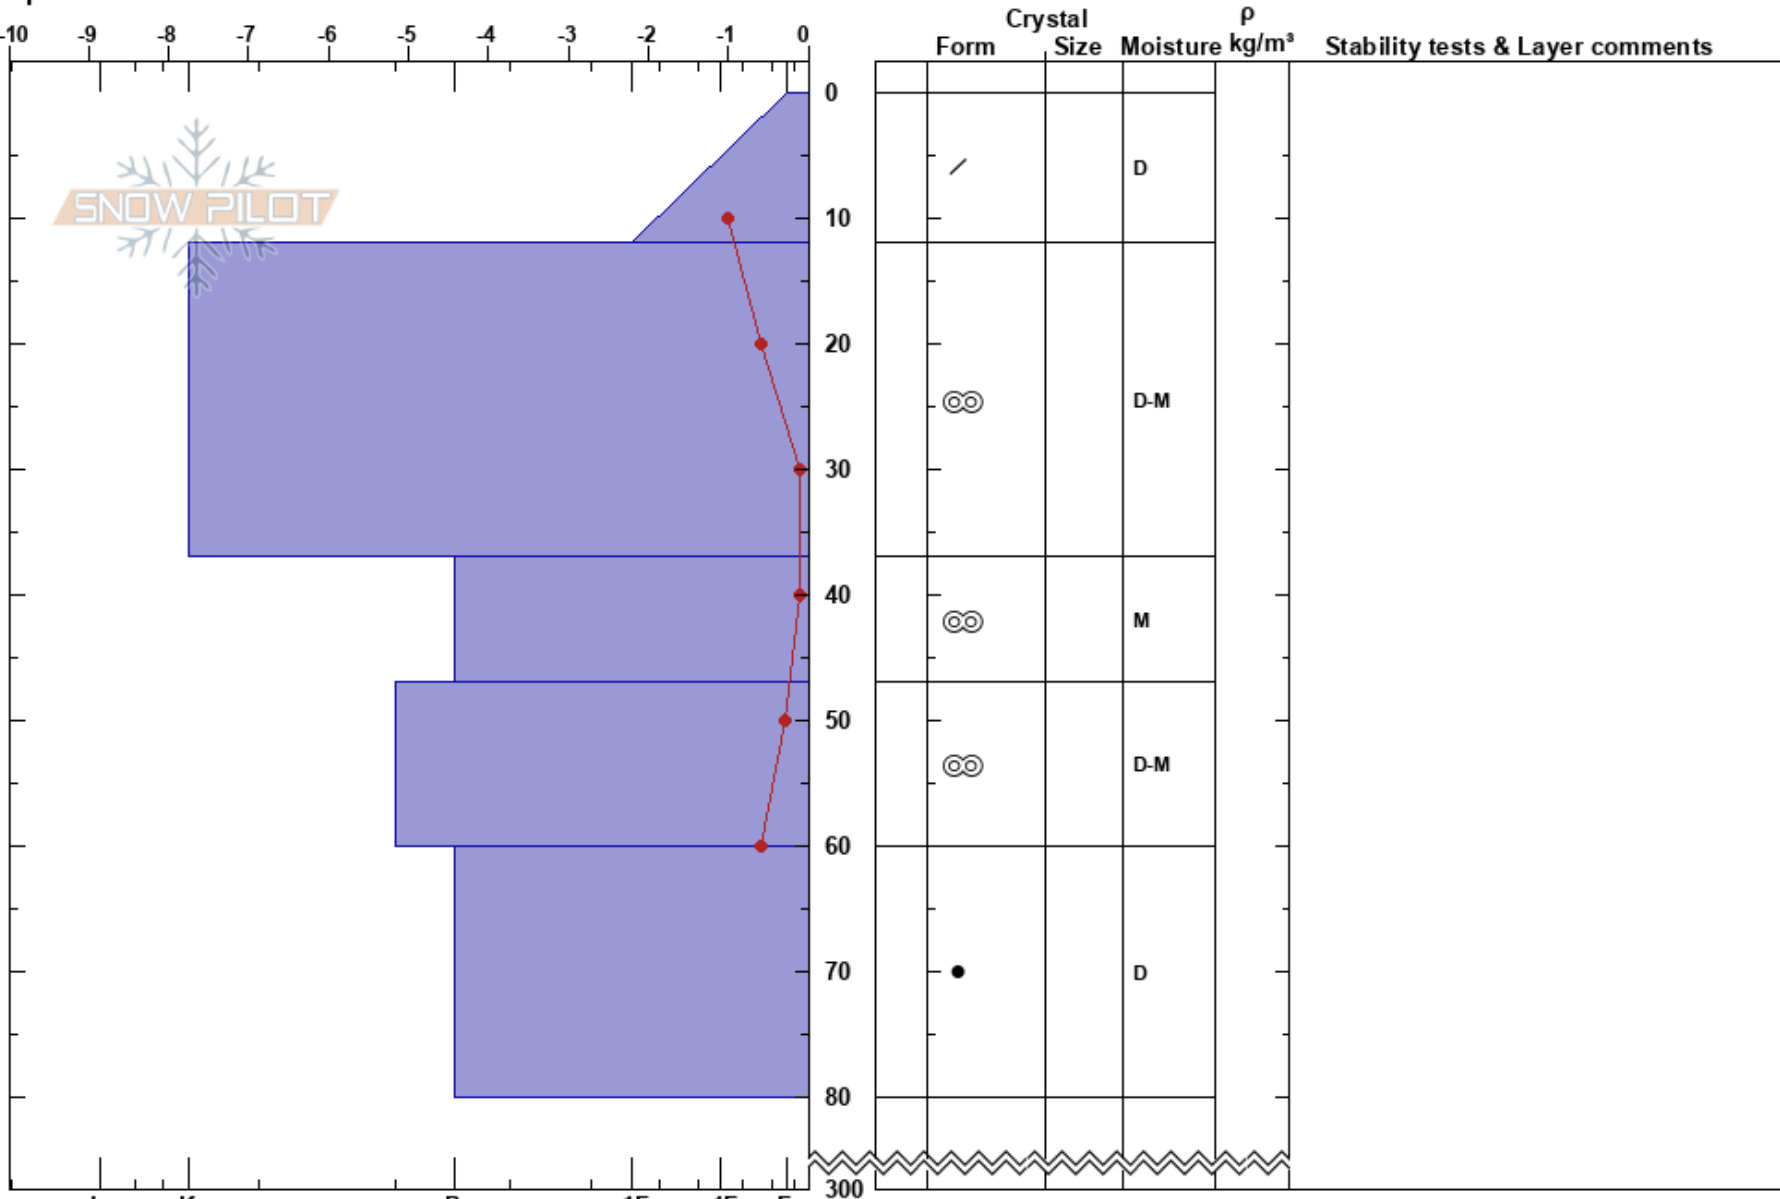 Crystal ρ
-10 -9 -8 -7 -6 -5 -4 -3 -2 -1 0 Form Size Moisture kg/m³ Stability tests & Layer comments
0
D
SNOW PILOT
10
20
D-M
30
40
M
50
D-M
60
70
D
80
300